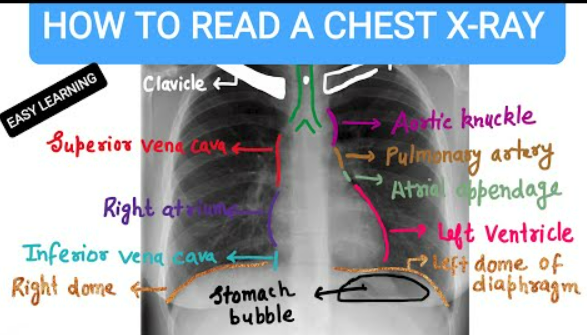 HOW TO READ A CHEST X-RAY
EASY LEARNING
Clavicle
Superior vena cava
Right atrium
Inferior vena cava
Right dome
Stomach
bubble
Aortic knuckle
Pulmonary artery
Atrial appendage
Left Ventricle
Left dome of
diaphragm